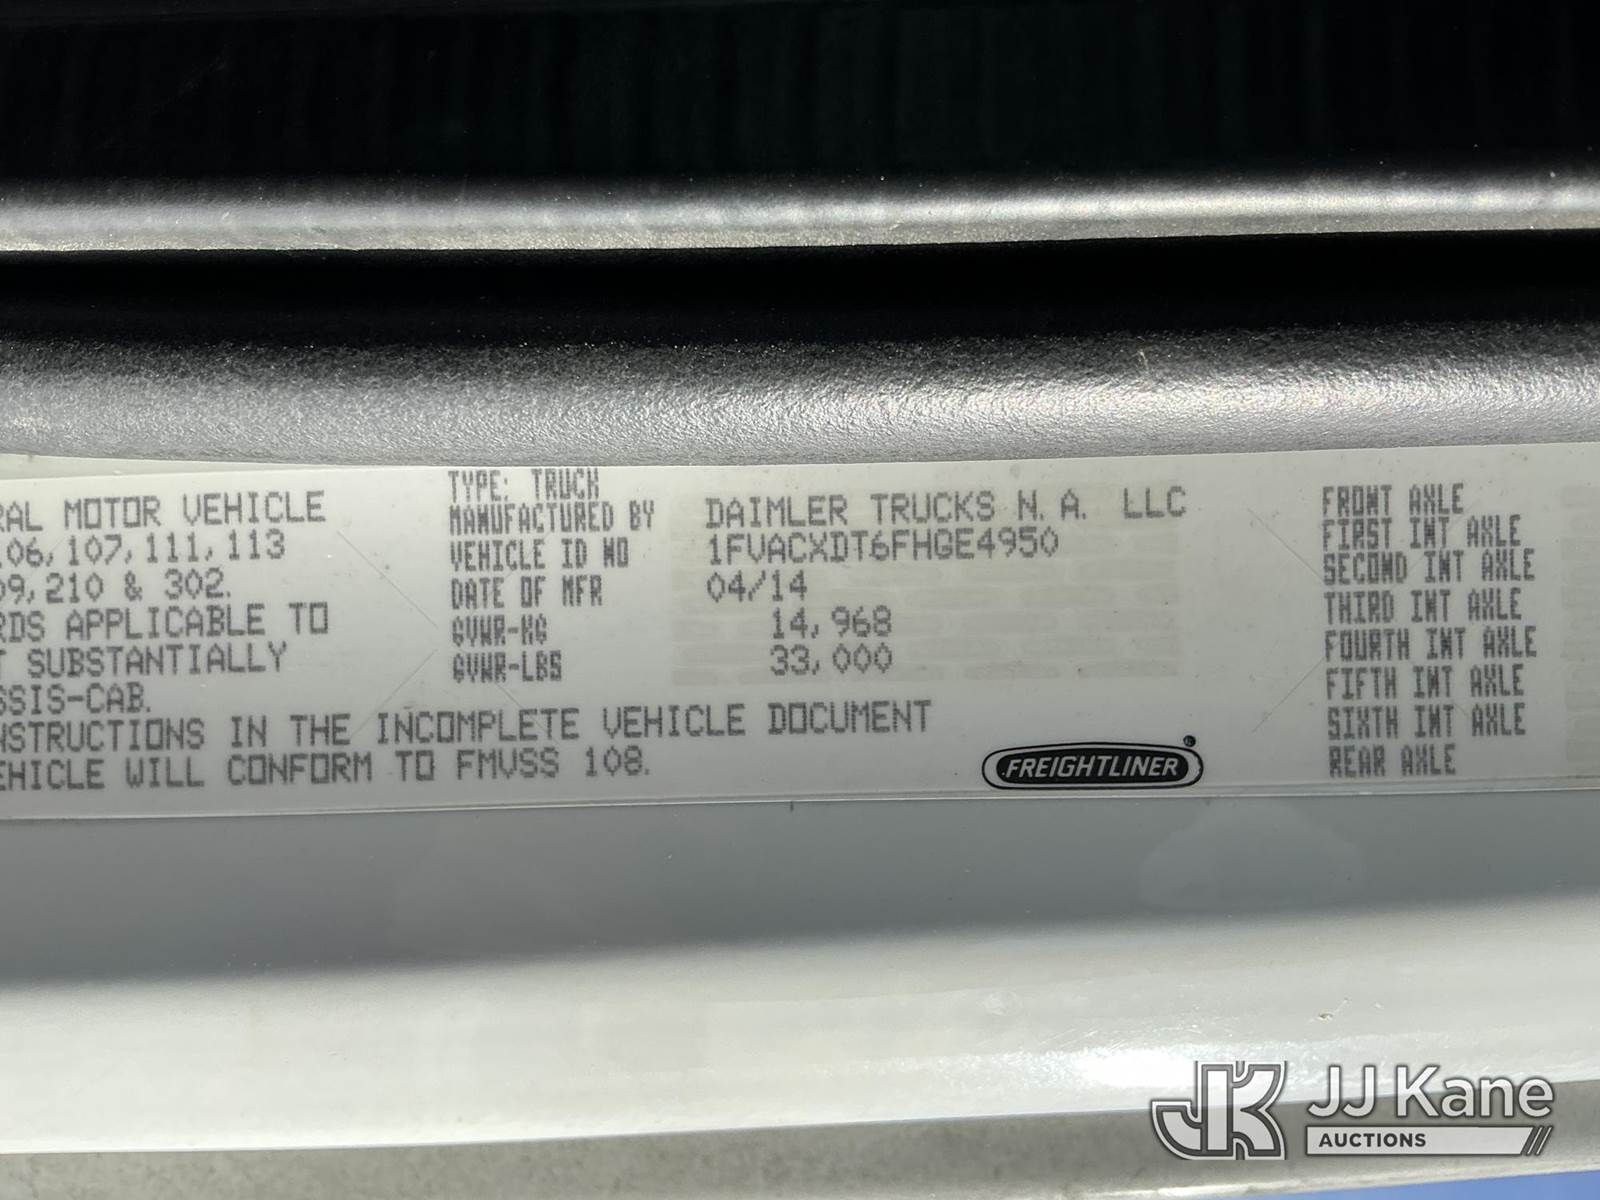 RAL MOTOR VEHICLE
106, 107, 111, 113
09, 210 & 302.
RDS APPLICABLE TO
T SUBSTANTIALLY
SSIS-CAB.
NSTRUCTIONS IN THE INCOMPLETE VEHICLE DOCUMENT
EHICLE WILL CONFORM TO FMVSS 108.
TYPE: TRUCK
MANUFACTURED BY DAIMLER TRUCKS N. A. LLC
VEHICLE ID NO 1FVACXDT6FHGE4950
DATE OF MFR 04/14
GVWR-KG 14, 968
GVWR-LBS 33, 000
FREIGHTLINER
FRONT AXLE
FIRST INT AXLE
SECOND INT AXLE
THIRD INT AXLE
FOURTH INT AXLE
FIFTH INT AXLE
SIXTH INT AXLE
REAR AXLE
JK JJ Kane
AUCTIONS